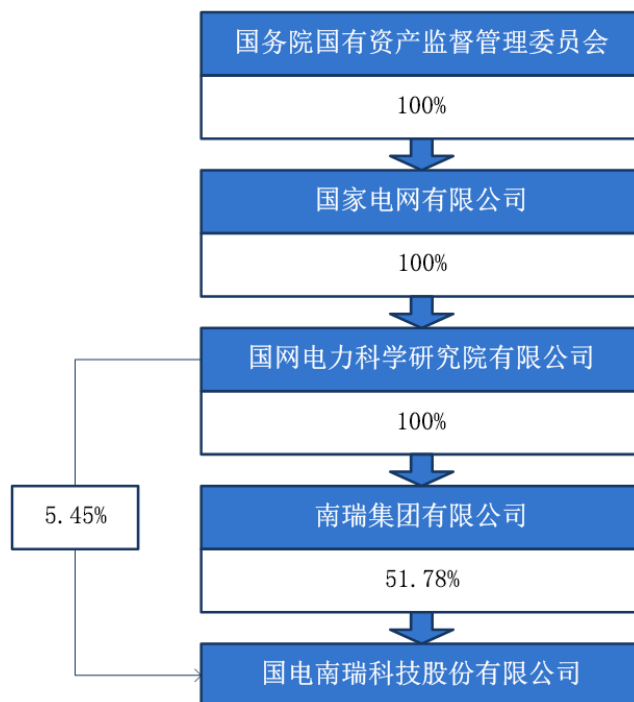 国务院国有资产监督管理委员会
100%
国家电网有限公司
100%
国网电力科学研究院有限公司
100%
5.45%
南瑞集团有限公司
51.78%
国电南瑞科技股份有限公司